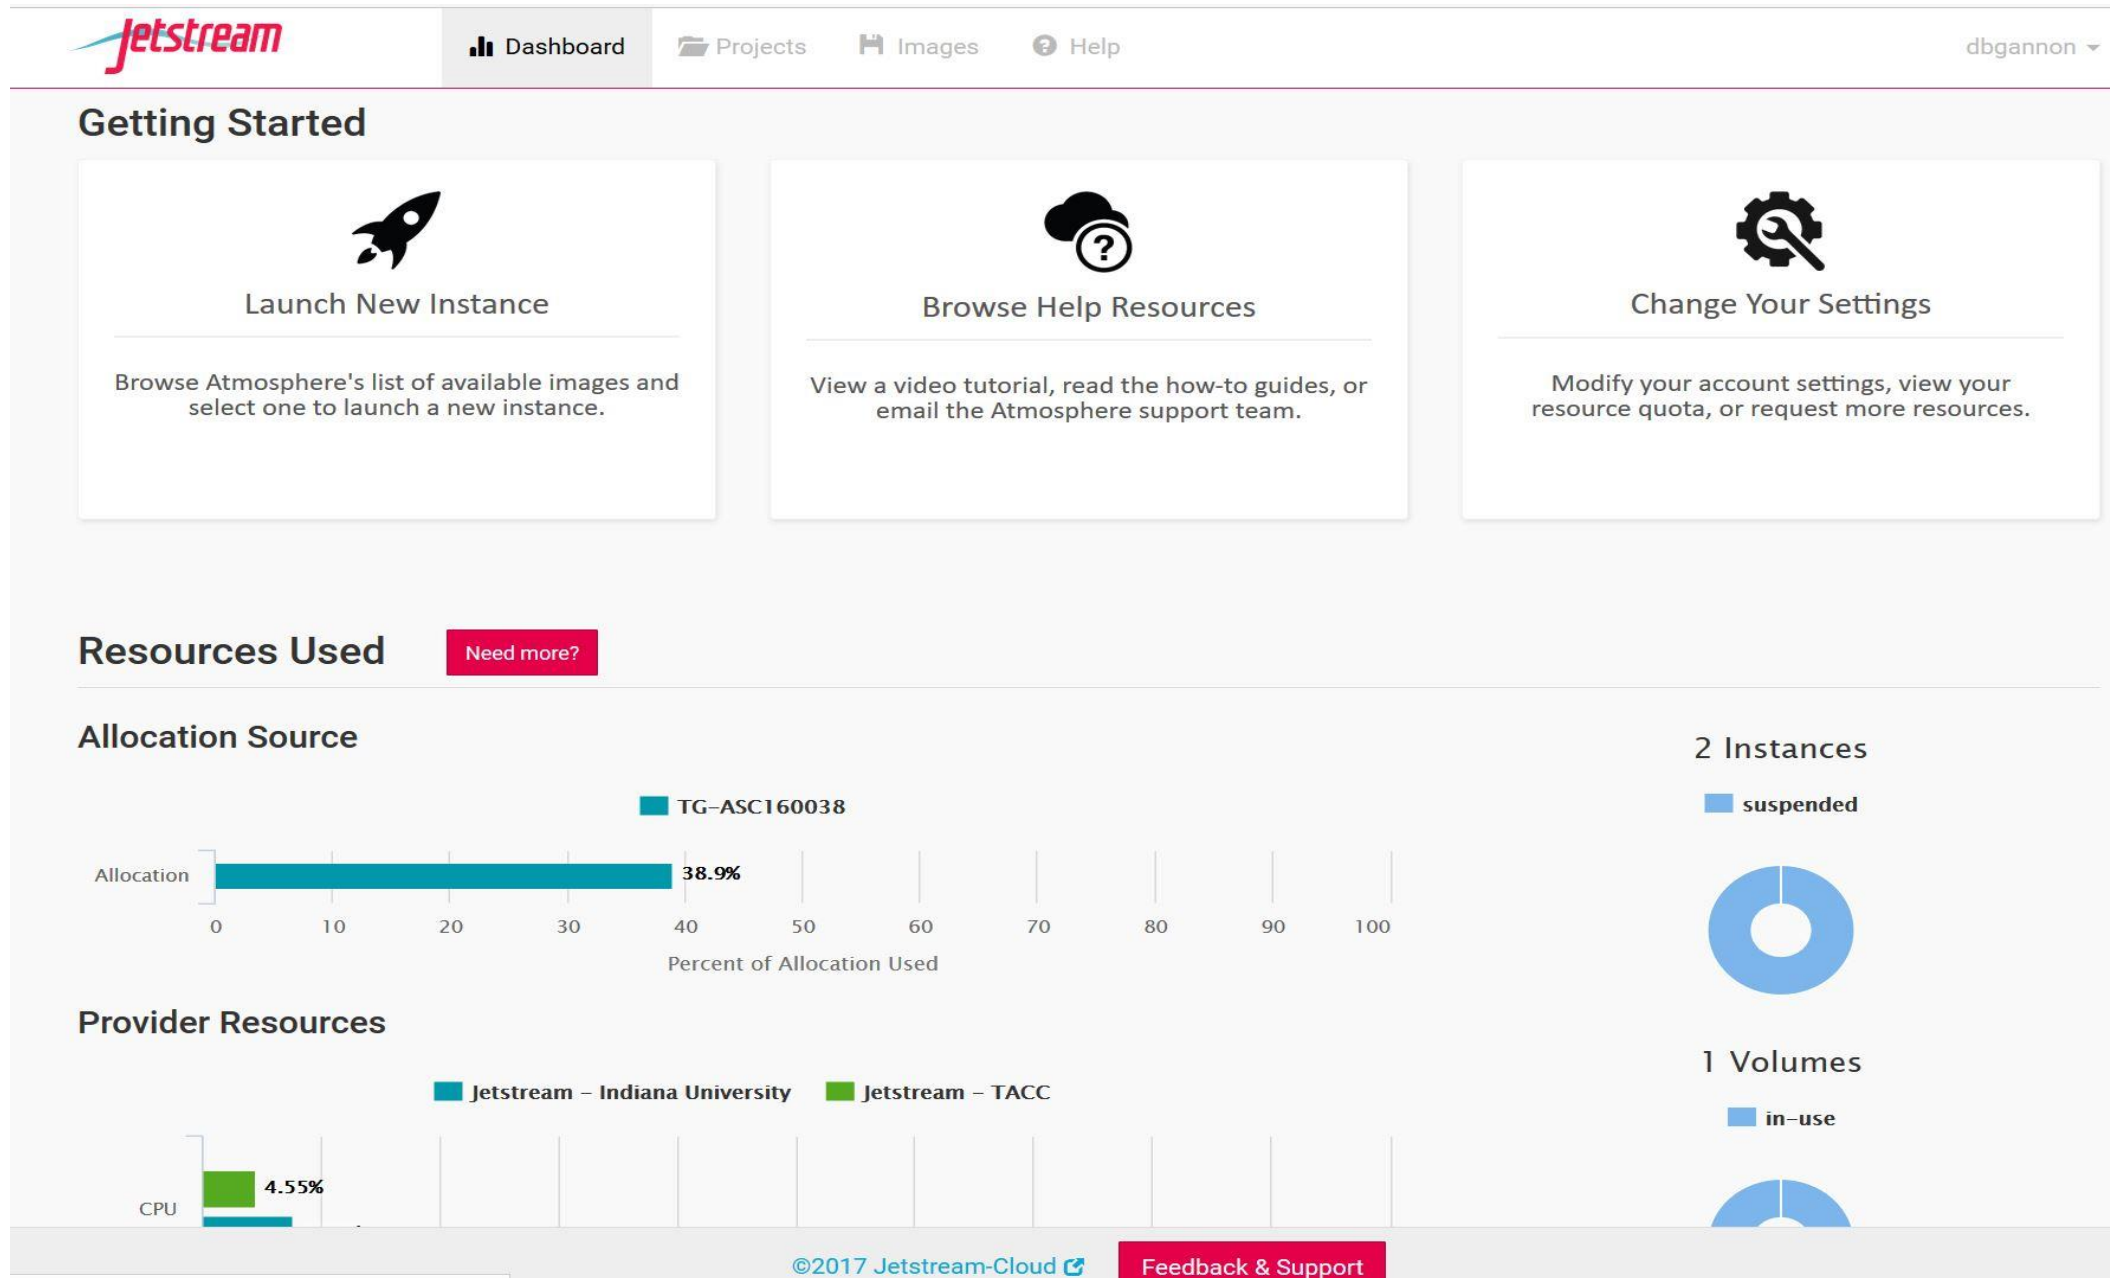 Jetstream
Dashboard
Projects
Images
Help
dbgannon
Getting Started
Launch New Instance
Browse Atmosphere's list of available images and
select one to launch a new instance.
?
Browse Help Resources
View a video tutorial, read the how-to guides, or
email the Atmosphere support team.
Change Your Settings
Modify your account settings, view your
resource quota, or request more resources.
Resources Used
Need more?
Allocation Source
TG-ASC160038
Allocation
38.9%
0 10 20 30 40 50 60 70 80 90 100
Percent of Allocation Used
2 Instances
suspended
Provider Resources
Jetstream – Indiana University
Jetstream – TACC
CPU
4.55%
1 Volumes
in-use
©2017 Jetstream-Cloud
Feedback & Support